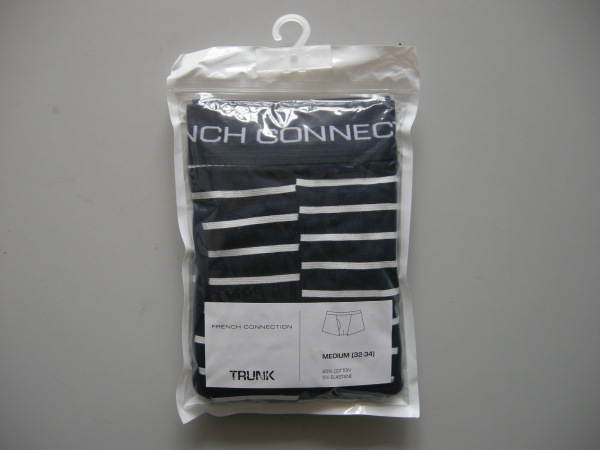 NCH CONNEC
FRENCH CONNECTION
TRUNK
MEDIUM (32-34)
95% COTTON
5% ELASTANE